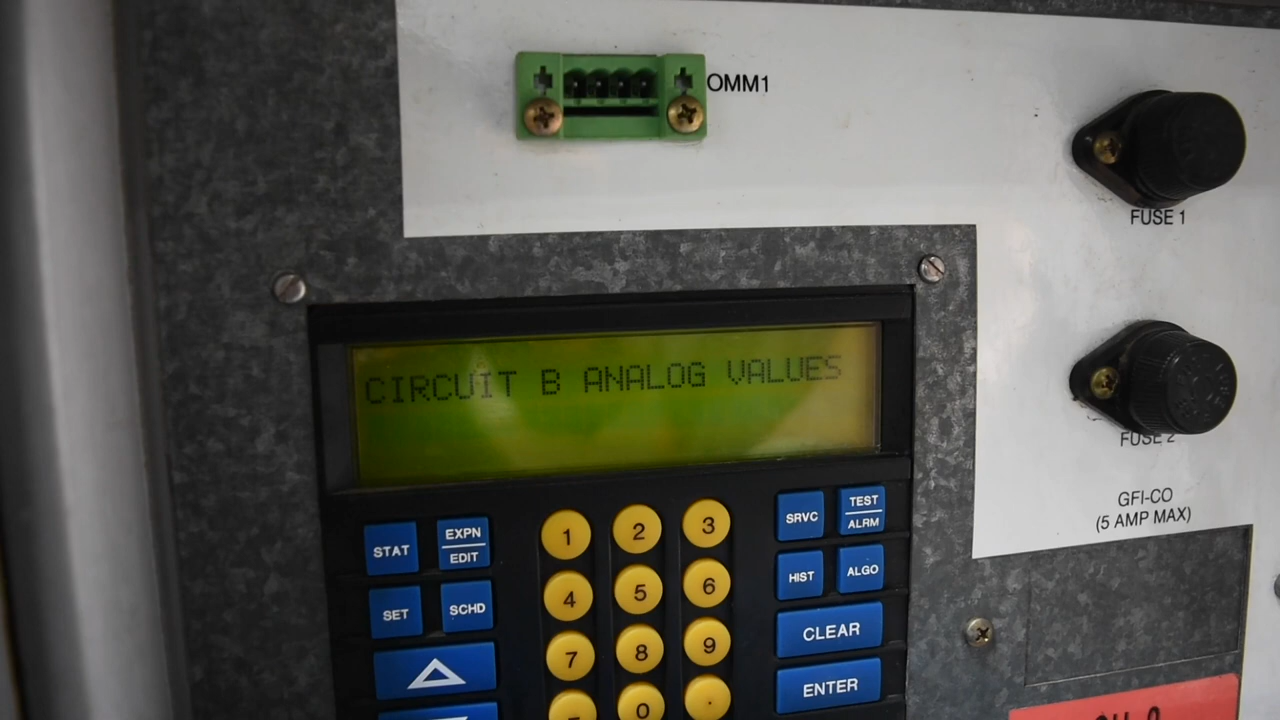 OMM1
FUSE 1
FUSE 2
GFI-CO
(5 AMP MAX)
CIRCUIT B ANALOG VALUES
STAT
EXPN
EDIT
1
2
3
SRVC
TEST
ALRM
SET
SCHD
4
5
6
HIST
ALGO
7
8
9
CLEAR
0
.
ENTER